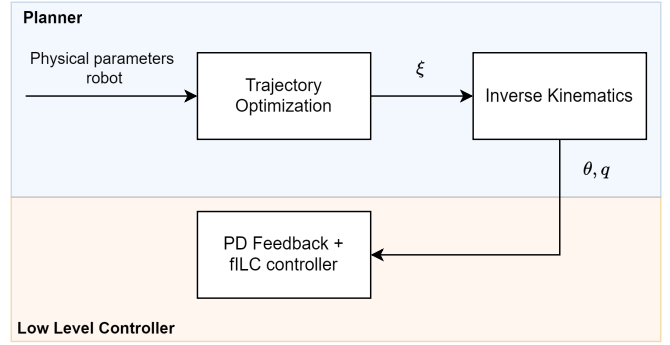 Planner
Physical parameters
robot
Trajectory
Optimization
ξ
Inverse Kinematics
θ, q
PD Feedback +
fILC controller
Low Level Controller